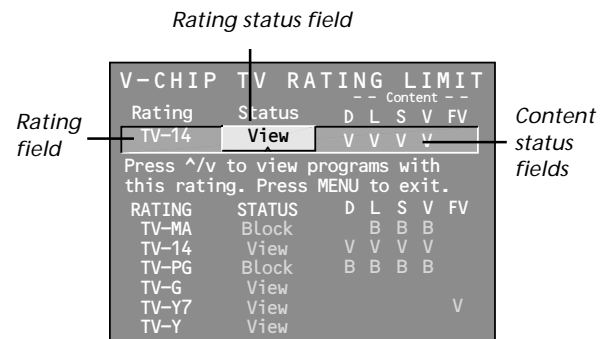 Rating status field
V-CHIP TV RATING LIMIT
-- Content --
Rating Status D L S V FV
TV-14 View V V V V
Rating field
Content status fields
Press ^/v to view programs with
this rating. Press MENU to exit.
RATING STATUS D L S V FV
TV-MA Block B B B
TV-14 View V V V V
TV-PG Block B B B B
TV-G View
TV-Y7 View V
TV-Y View